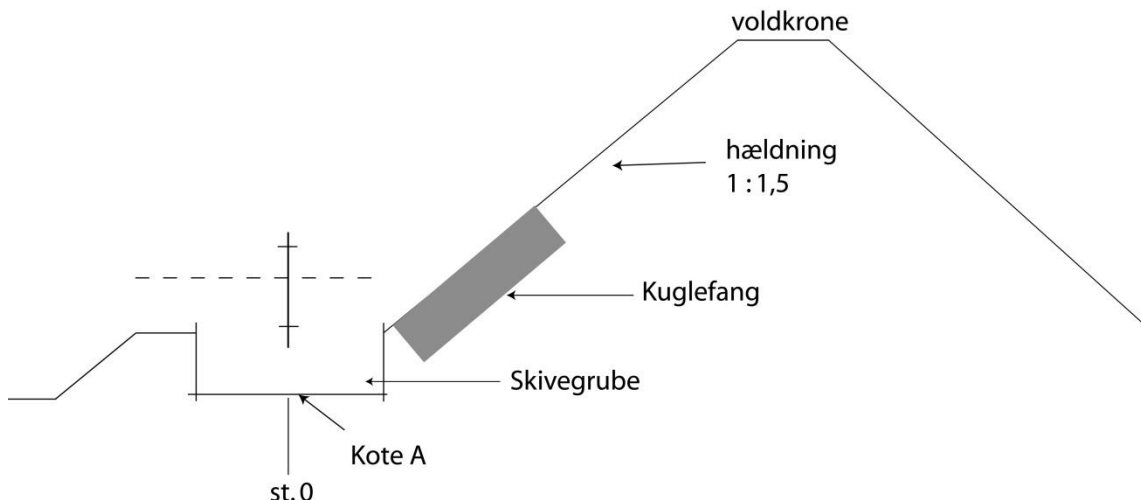 voldkrone
hældning
1 : 1,5
Kuglefang
Skivegrube
Kote A
st. 0